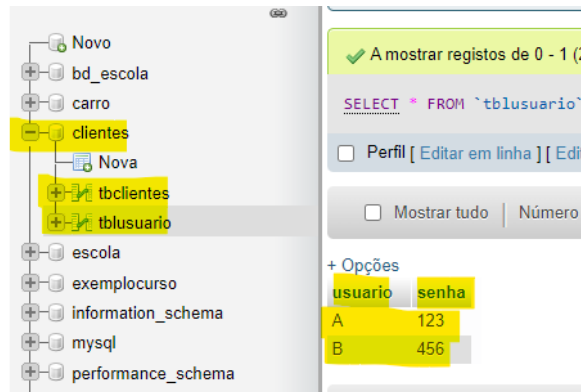 Novo
bd_escola
carro
clientes
Nova
tbclientes
tblusuario
escola
exemplocurso
information_schema
mysql
performance_schema
A mostrar registos de 0 - 1 (2
SELECT * FROM `tblusuario`
Perfil [ Editar em linha ] [ Edi
Mostrar tudo | Número
+ Opções
usuario senha
A 123
B 456